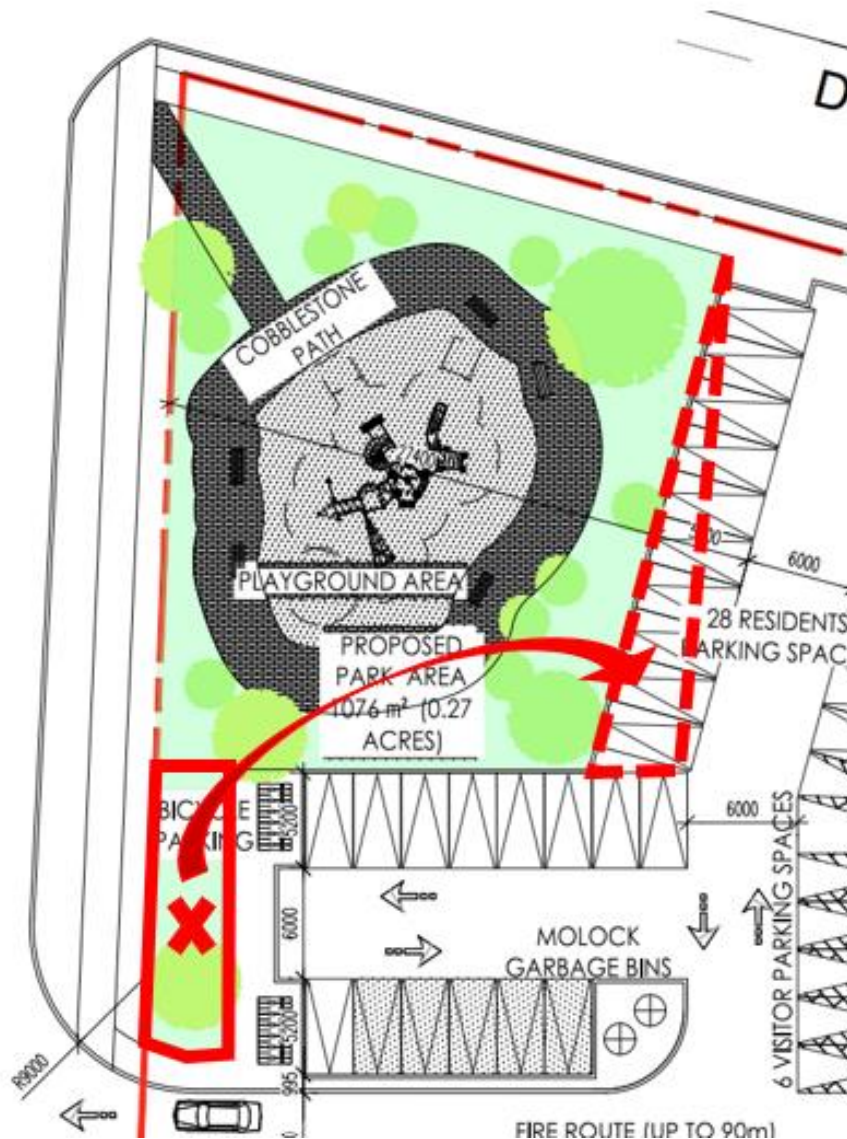 D
COBBLESTONE
PATH
6000
PLAYGROUND AREA
28 RESIDENTS
PARKING SPAC
PROPOSED
PARK AREA
1076 m² (0.27
ACRES)
BICYCLE
PARKING
5200
6000
6 VISITOR PARKING SPACES
6000
MOLOCK
GARBAGE BINS
5200
R9000
995
FIRE ROUTE (UP TO 90m)